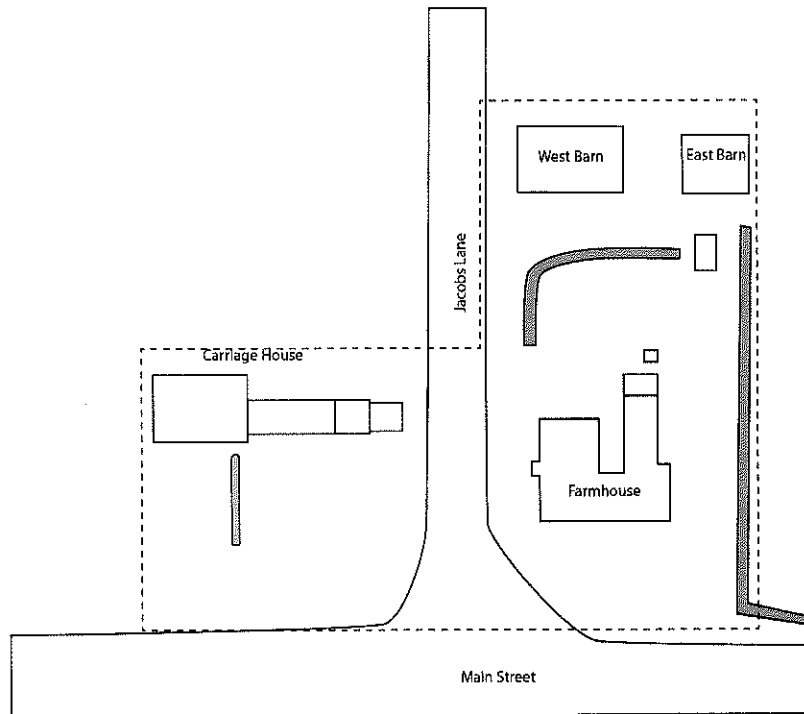 West Barn
East Barn
Jacobs Lane
Carriage House
Farmhouse
Main Street